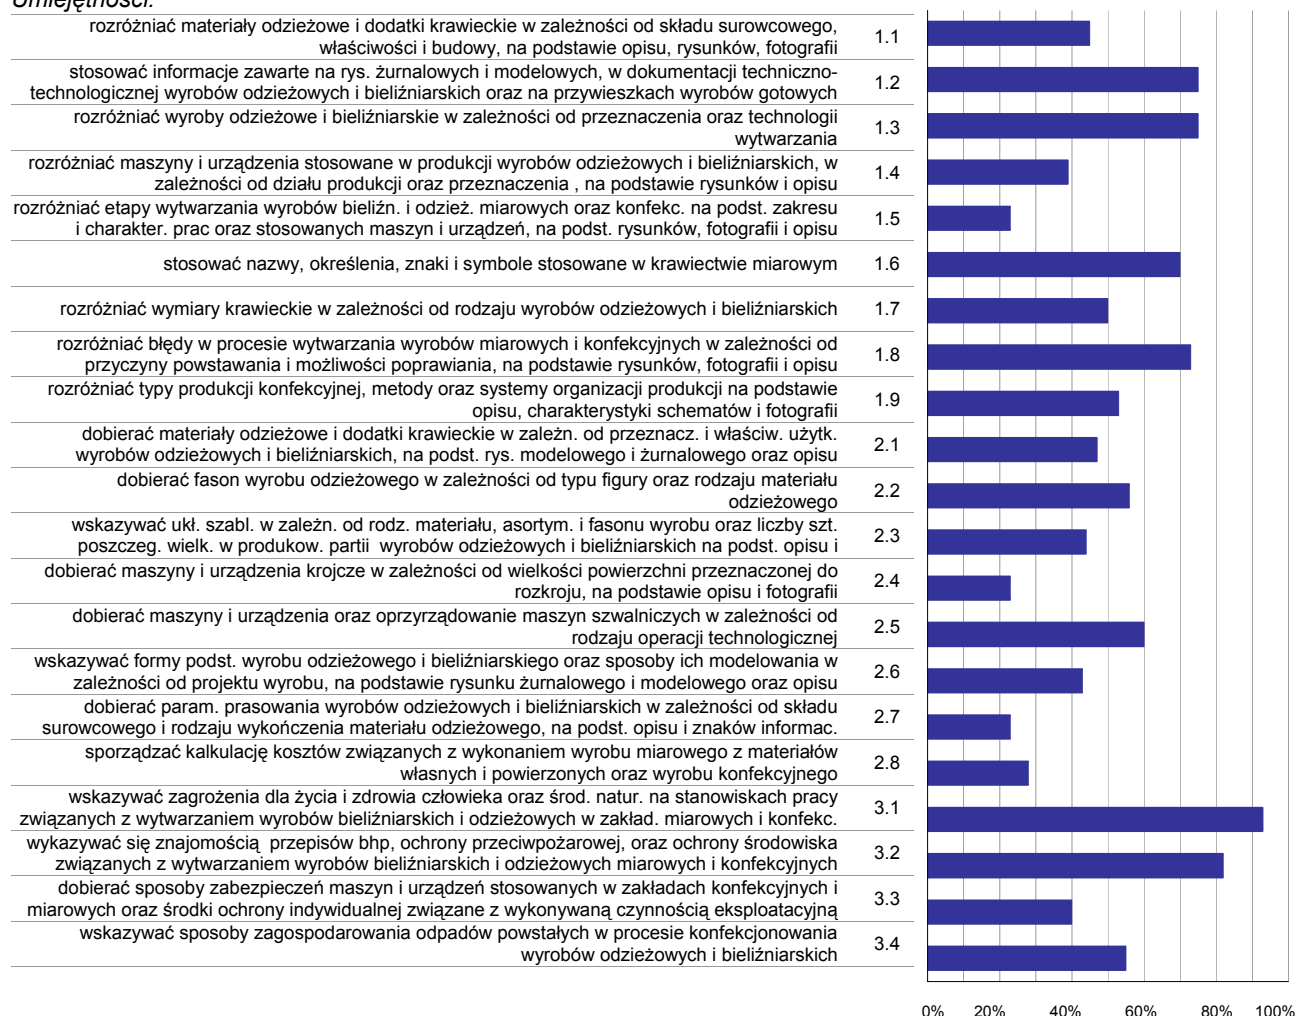 Umiejętności:
rozróżniać materiały odzieżowe i dodatki krawieckie w zależności od składu surowcowego,
właściwości i budowy, na podstawie opisu, rysunków, fotografii
1.1
stosować informacje zawarte na rys. żurnalowych i modelowych, w dokumentacji techniczno-
technologicznej wyrobów odzieżowych i bieliźniarskich oraz na przywieszkach wyrobów gotowych
1.2
rozróżniać wyroby odzieżowe i bieliźniarskie w zależności od przeznaczenia oraz technologii
wytwarzania
1.3
rozróżniać maszyny i urządzenia stosowane w produkcji wyrobów odzieżowych i bieliźniarskich, w
zależności od działu produkcji oraz przeznaczenia , na podstawie rysunków i opisu
1.4
rozróżniać etapy wytwarzania wyrobów bieliźn. i odzież. miarowych oraz konfekc. na podst. zakresu
i charakter. prac oraz stosowanych maszyn i urządzeń, na podst. rysunków, fotografii i opisu
1.5
stosować nazwy, określenia, znaki i symbole stosowane w krawiectwie miarowym
1.6
rozróżniać wymiary krawieckie w zależności od rodzaju wyrobów odzieżowych i bieliźniarskich
1.7
rozróżniać błędy w procesie wytwarzania wyrobów miarowych i konfekcyjnych w zależności od
przyczyny powstawania i możliwości poprawiania, na podstawie rysunków, fotografii i opisu
1.8
rozróżniać typy produkcji konfekcyjnej, metody oraz systemy organizacji produkcji na podstawie
opisu, charakterystyki schematów i fotografii
1.9
dobierać materiały odzieżowe i dodatki krawieckie w zależn. od przeznacz. i właściw. użytk.
wyrobów odzieżowych i bieliźniarskich, na podst. rys. modelowego i żurnalowego oraz opisu
2.1
dobierać fason wyrobu odzieżowego w zależności od typu figury oraz rodzaju materiału
odzieżowego
2.2
wskazywać ukł. szabl. w zależn. od rodz. materiału, asortym. i fasonu wyrobu oraz liczby szt.
poszczeg. wielk. w produkow. partii  wyrobów odzieżowych i bieliźniarskich na podst. opisu i
2.3
dobierać maszyny i urządzenia krojcze w zależności od wielkości powierzchni przeznaczonej do
rozkroju, na podstawie opisu i fotografii
2.4
dobierać maszyny i urządzenia oraz oprzyrządowanie maszyn szwalniczych w zależności od
rodzaju operacji technologicznej
2.5
wskazywać formy podst. wyrobu odzieżowego i bieliźniarskiego oraz sposoby ich modelowania w
zależności od projektu wyrobu, na podstawie rysunku żurnalowego i modelowego oraz opisu
2.6
dobierać param. prasowania wyrobów odzieżowych i bieliźniarskich w zależności od składu
surowcowego i rodzaju wykończenia materiału odzieżowego, na podst. opisu i znaków informac.
2.7
sporządzać kalkulację kosztów związanych z wykonaniem wyrobu miarowego z materiałów
własnych i powierzonych oraz wyrobu konfekcyjnego
2.8
wskazywać zagrożenia dla życia i zdrowia człowieka oraz środ. natur. na stanowiskach pracy
związanych z wytwarzaniem wyrobów bieliźniarskich i odzieżowych w zakład. miarowych i konfekc.
3.1
wykazywać się znajomością  przepisów bhp, ochrony przeciwpożarowej, oraz ochrony środowiska
związanych z wytwarzaniem wyrobów bieliźniarskich i odzieżowych miarowych i konfekcyjnych
3.2
dobierać sposoby zabezpieczeń maszyn i urządzeń stosowanych w zakładach konfekcyjnych i
miarowych oraz środki ochrony indywidualnej związane z wykonywaną czynnością eksploatacyjną
3.3
wskazywać sposoby zagospodarowania odpadów powstałych w procesie konfekcjonowania
wyrobów odzieżowych i bieliźniarskich
3.4
0% 20% 40% 60% 80% 100%